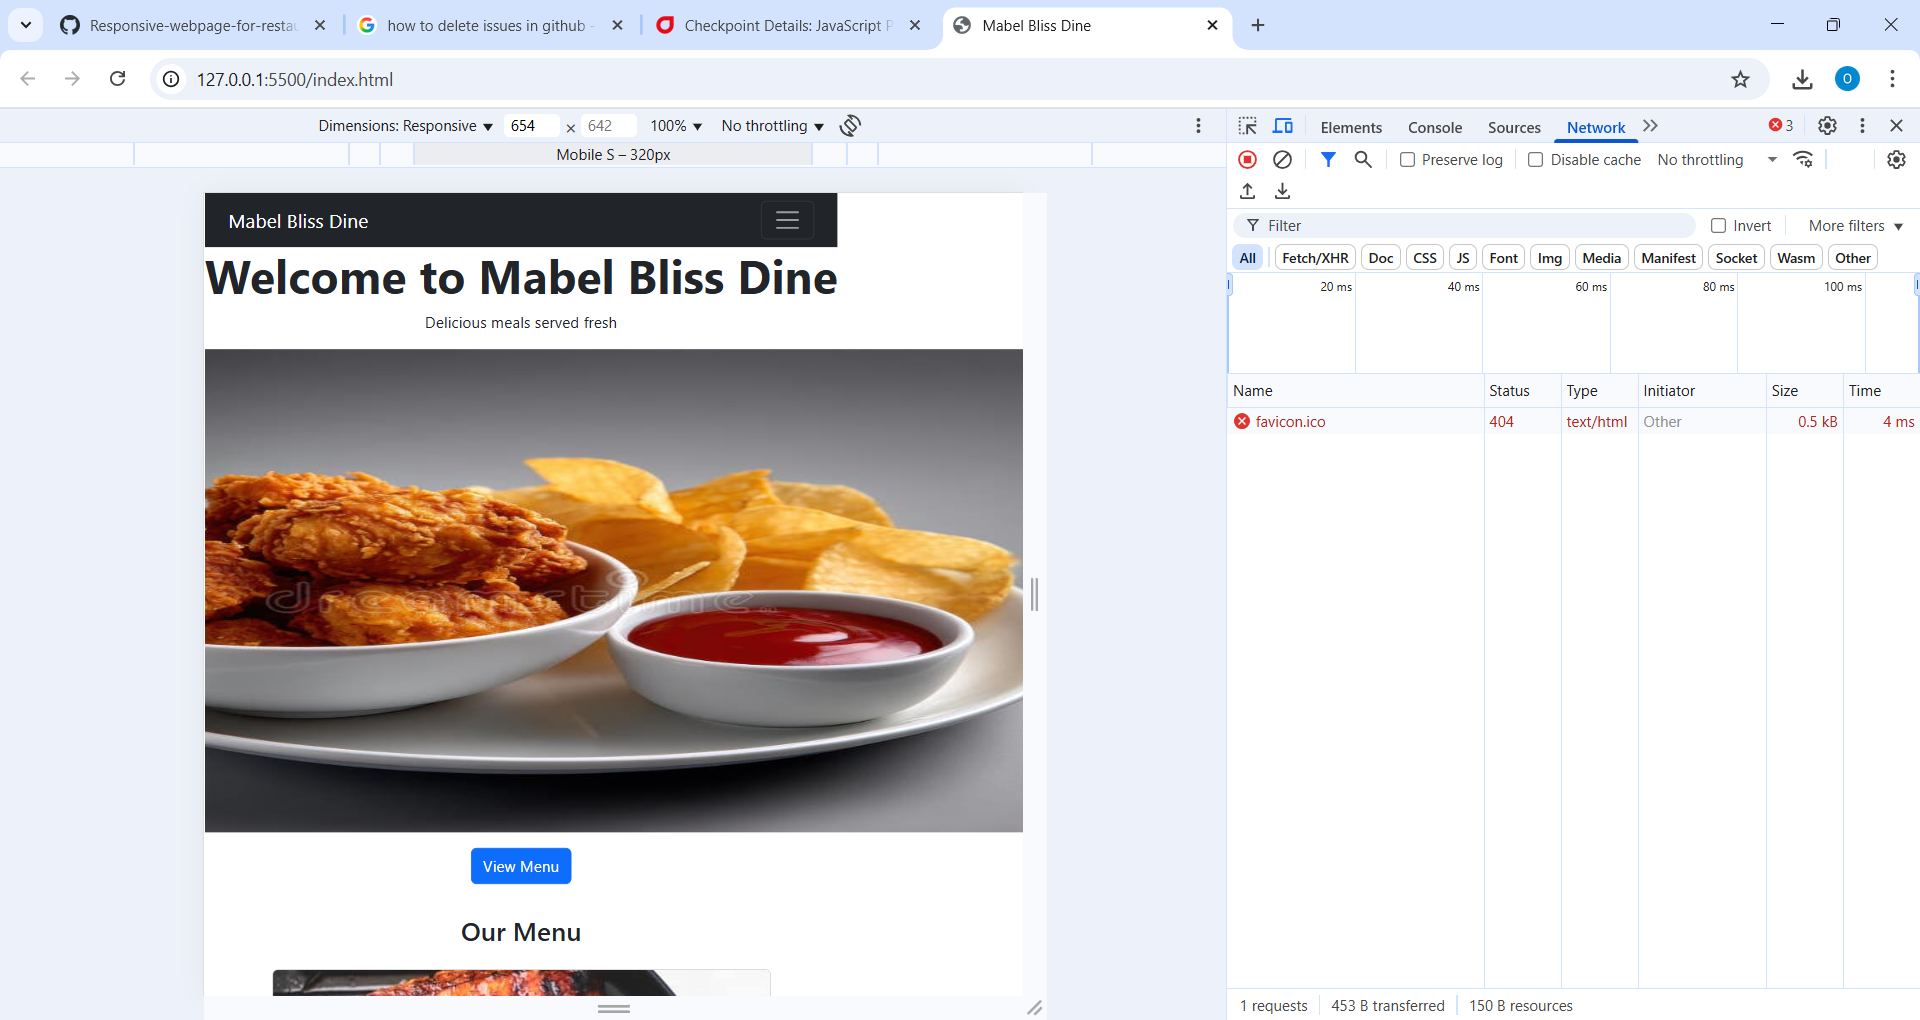 Responsive-webpage-for-restau
how to delete issues in github -
Checkpoint Details: JavaScript P
Mabel Bliss Dine
127.0.0.1:5500/index.html
O
Dimensions: Responsive 654 × 642 100% No throttling
Mobile S – 320px
Elements Console Sources Network 3
Preserve log Disable cache No throttling
Filter Invert More filters
All Fetch/XHR Doc CSS JS Font Img Media Manifest Socket Wasm Other
20 ms 40 ms 60 ms 80 ms 100 ms
Name Status Type Initiator Size Time
favicon.ico 404 text/html Other 0.5 kB 4 ms
1 requests 453 B transferred 150 B resources
Mabel Bliss Dine
Welcome to Mabel Bliss Dine
Delicious meals served fresh
dreamstime
View Menu
Our Menu